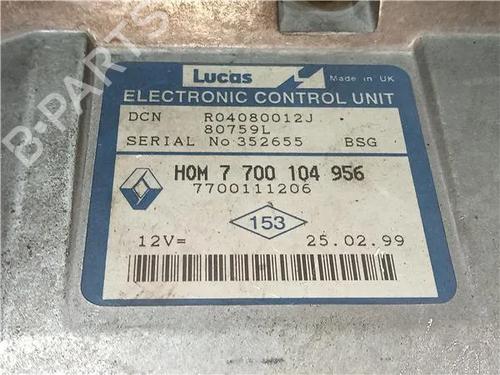 Lucas
Made in UK
ELECTRONIC CONTROL UNIT
DCN R04080012J
80759L
SERIAL No 352655 BSG
HOM 7 700 104 956
7700111206
153
12V= 25.02.99
B-PARTS